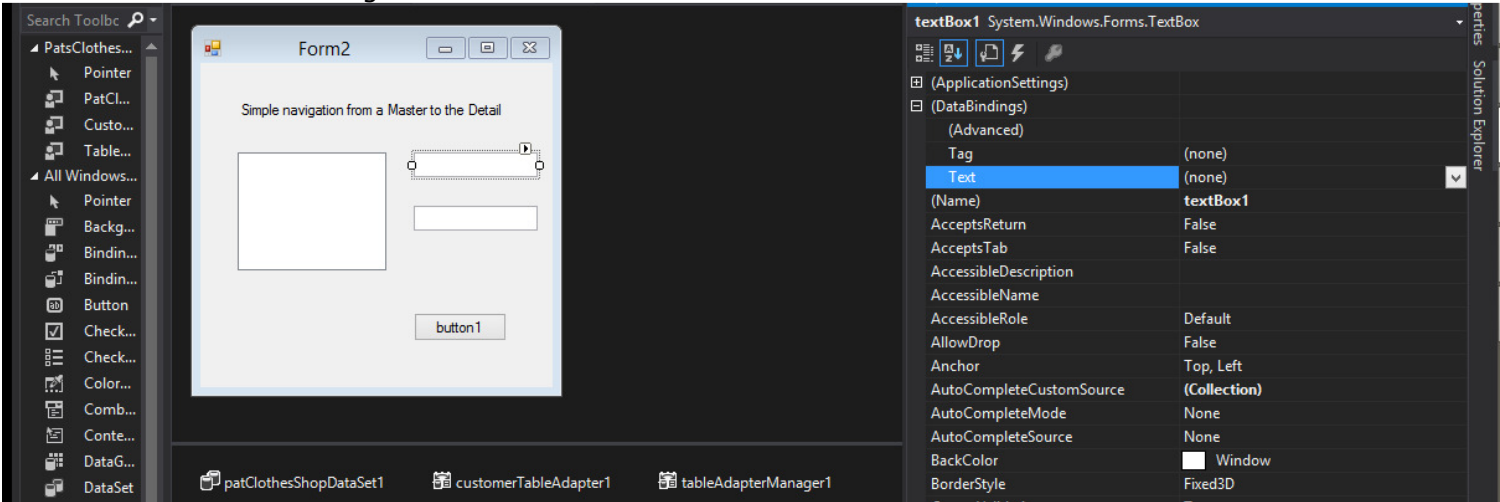 Search Toolbc
PatsClothes...
Pointer
PatCl...
Custo...
Table...
All Windows...
Pointer
Backg...
Bindin...
Bindin...
Button
Check...
Check...
Color...
Comb...
Conte...
DataG...
DataSet
Form2
Simple navigation from a Master to the Detail
button1
patClothesShopDataSet1 customerTableAdapter1 tableAdapterManager1
textBox1 System.Windows.Forms.TextBox
(ApplicationSettings)
(DataBindings)
(Advanced)
Tag (none)
Text (none)
(Name) textBox1
AcceptsReturn False
AcceptsTab False
AccessibleDescription
AccessibleName
AccessibleRole Default
AllowDrop False
Anchor Top, Left
AutoCompleteCustomSource (Collection)
AutoCompleteMode None
AutoCompleteSource None
BackColor Window
BorderStyle Fixed3D
Solution Explorer